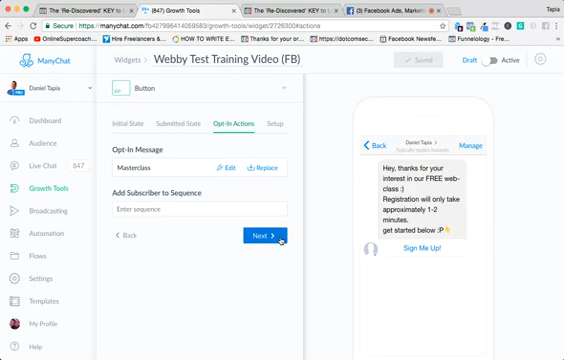 The 'Re-Discovered' KEY to U
(847) Growth Tools
The 'Re-Discovered' KEY to L
(3) Facebook Ads, Market
Tapia
Secure
https://manychat.com/fb427998414059583/growth-tools/widget/2726300#actions
Apps
OnlineSupercoach
Hire Freelancers &
HOW TO WRITE E
Thanks for your or
https://dotcomsec
Facebook Newsfe
Funnelology - Trai
Other Bookmarks
ManyChat
Widgets
Webby Test Training Video (FB)
Saved
Draft
Active
Daniel Tapia
PRO
Button
Dashboard
Audience
Live Chat
847
Growth Tools
Broadcasting
Automation
Flows
Settings
Templates
My Profile
Help
Initial State
Submitted State
Opt-In Actions
Setup
Opt-In Message
Masterclass
Edit
Replace
Add Subscriber to Sequence
Enter sequence
Back
Next
Back
Daniel Tapia
Typically replies instantly
Manage
Hey, thanks for your
interest in our FREE web-
class :)
Registration will only take
approximately 1-2
minutes.
get started below :P👇
Sign Me Up!